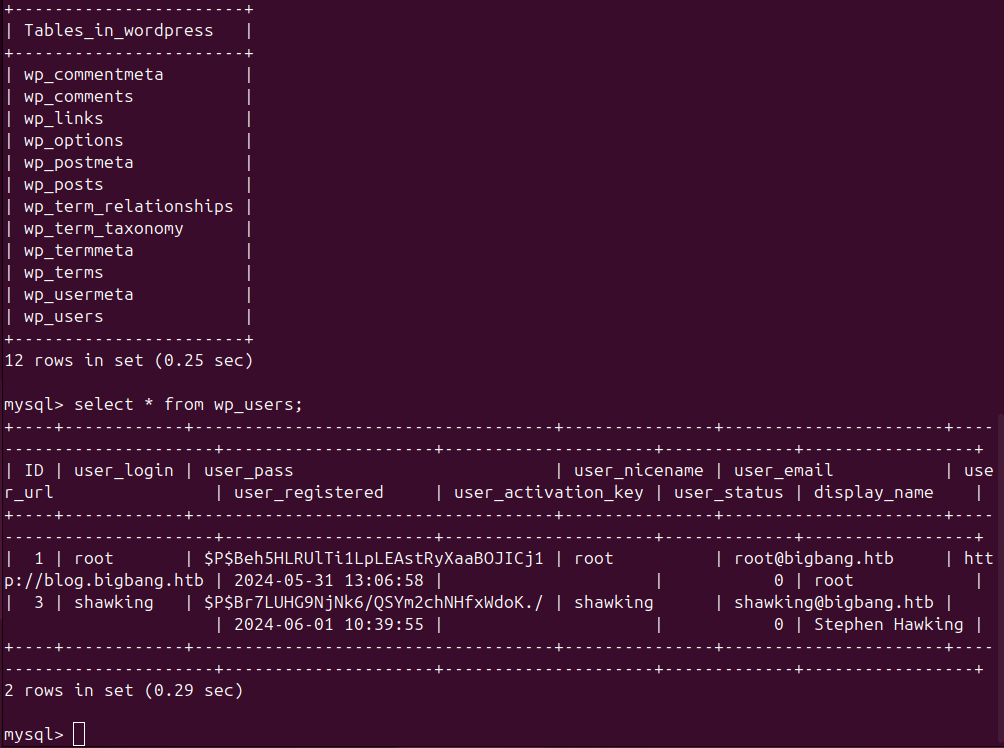 +-----------------------+
| Tables_in_wordpress   |
+-----------------------+
| wp_commentmeta        |
| wp_comments           |
| wp_links              |
| wp_options            |
| wp_postmeta           |
| wp_posts              |
| wp_term_relationships |
| wp_term_taxonomy      |
| wp_termmeta           |
| wp_terms              |
| wp_usermeta           |
| wp_users              |
+-----------------------+
12 rows in set (0.25 sec)

mysql> select * from wp_users;
+----+------------+------------------------------------+---------------+----------------------+----
---------------------+---------------------+---------------------+-------------+-----------------+
| ID | user_login | user_pass                          | user_nicename | user_email           | use
r_url                | user_registered     | user_activation_key | user_status | display_name    |
+----+------------+------------------------------------+---------------+----------------------+----
---------------------+---------------------+---------------------+-------------+-----------------+
|  1 | root       | $P$Beh5HLRUlTi1LpLEAstRyXaaBOJICj1 | root          | root@bigbang.htb     | htt
p://blog.bigbang.htb | 2024-05-31 13:06:58 |                     |           0 | root            |
|  3 | shawking   | $P$Br7LUHG9NjNk6/QSYm2chNHfxWdoK./ | shawking      | shawking@bigbang.htb |
                     | 2024-06-01 10:39:55 |                     |           0 | Stephen Hawking |
+----+------------+------------------------------------+---------------+----------------------+----
---------------------+---------------------+---------------------+-------------+-----------------+
2 rows in set (0.29 sec)

mysql>